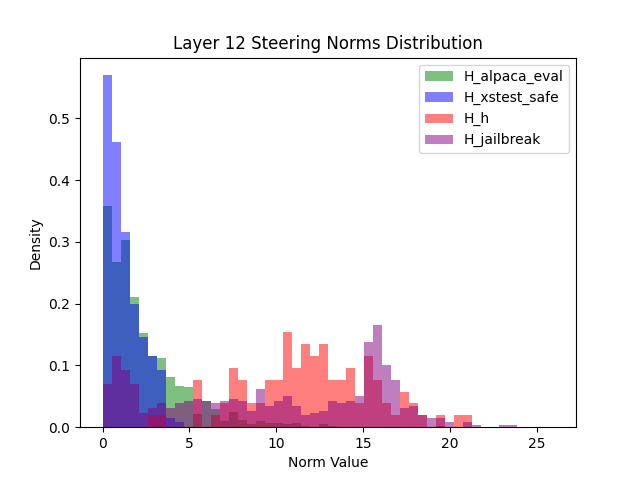 Layer 12 Steering Norms Distribution
H_alpaca_eval
H_xstest_safe
H_h
H_jailbreak
Density
0.5
0.4
0.3
0.2
0.1
0.0
0 5 10 15 20 25
Norm Value